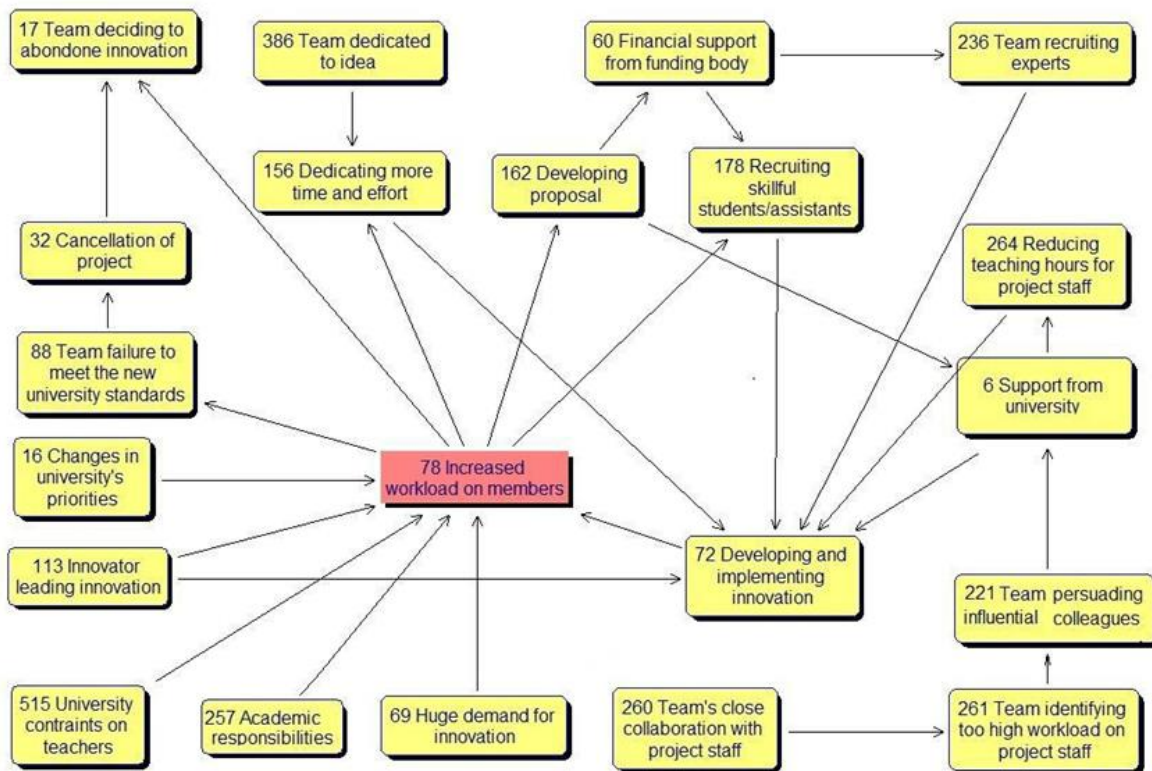 17 Team deciding to
abondone innovation
386 Team dedicated
to idea
60 Financial support
from funding body
236 Team recruiting
experts
156 Dedicating more
time and effort
162 Developing
proposal
178 Recruiting
skillful
students/assistants
32 Cancellation of
project
264 Reducing
teaching hours for
project staff
88 Team failure to
meet the new
university standards
6 Support from
university
16 Changes in
university's
priorities
78 Increased
workload on members
113 Innovator
leading innovation
72 Developing and
implementing
innovation
221 Team persuading
influential colleagues
515 University
contraints on
teachers
257 Academic
responsibilities
69 Huge demand for
innovation
260 Team's close
collaboration with
project staff
261 Team identifying
too high workload on
project staff